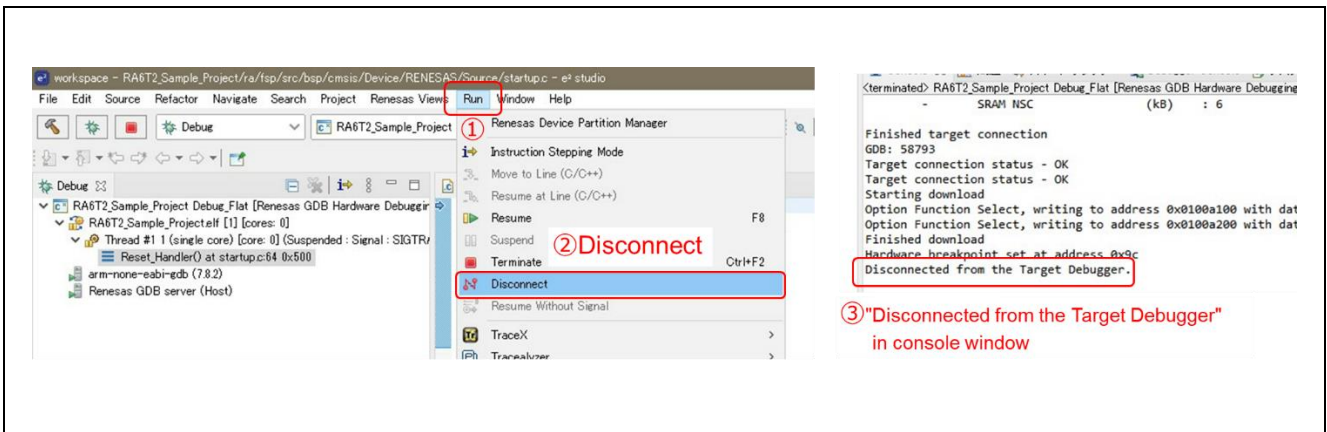 workspace - RA6T2_Sample_Project/ra/fsp/src/bsp/cmsis/Device/RENESAS/Source/startup.c - e² studio
File Edit Source Refactor Navigate Search Project Renesas Views Run Window Help
Debug
RA6T2_Sample_Project
①
Debug
RA6T2_Sample_Project Debug_Flat [Renesas GDB Hardware Debuggin
RA6T2_Sample_Project.elf [1] [cores: 0]
Thread #1 1 (single core) [core: 0] (Suspended : Signal : SIGTRA
Reset_Handler() at startup.c:64 0x500
arm-none-eabi-gdb (7.8.2)
Renesas GDB server (Host)
Renesas Device Partition Manager
Instruction Stepping Mode
Move to Line (C/C++)
Resume at Line (C/C++)
Resume F8
Suspend
②Disconnect
Terminate Ctrl+F2
Disconnect
Resume Without Signal
TraceX
Tracealyzer
<terminated> RA6T2_Sample_Project Debug_Flat [Renesas GDB Hardware Debugging
- SRAM NSC (kB) : 6
Finished target connection
GDB: 58793
Target connection status - OK
Target connection status - OK
Starting download
Option Function Select, writing to address 0x0100a100 with dat
Option Function Select, writing to address 0x0100a200 with dat
Finished download
Hardware breakpoint set at address 0x9c
Disconnected from the Target Debugger.
③"Disconnected from the Target Debugger"
in console window